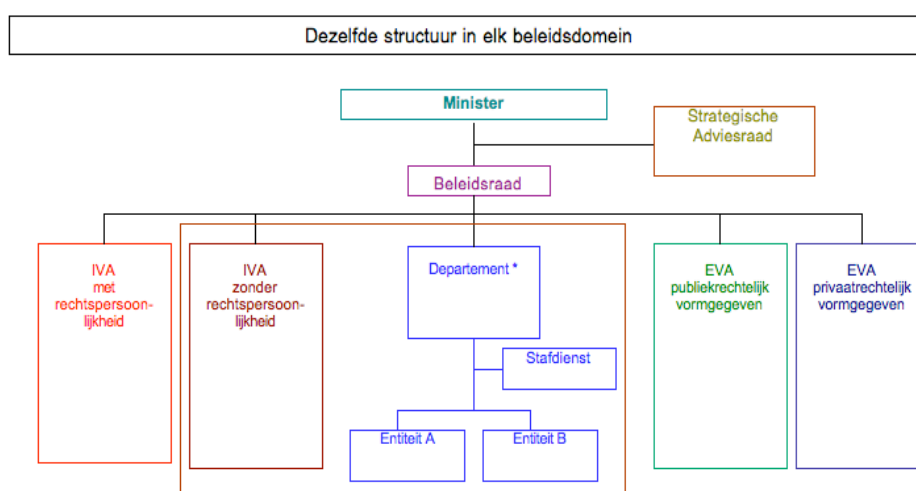 Dezelfde structuur in elk beleidsdomein
Minister
Strategische
Adviesraad
Beleidsraad
IVA
met
rechtspersoon-
lijkheid
IVA
zonder
rechtspersoon-
lijkheid
Departement *
EVA
publiekrechtelijk
vormgegeven
EVA
privaatrechtelijk
vormgegeven
Stafdienst
Entiteit A
Entiteit B